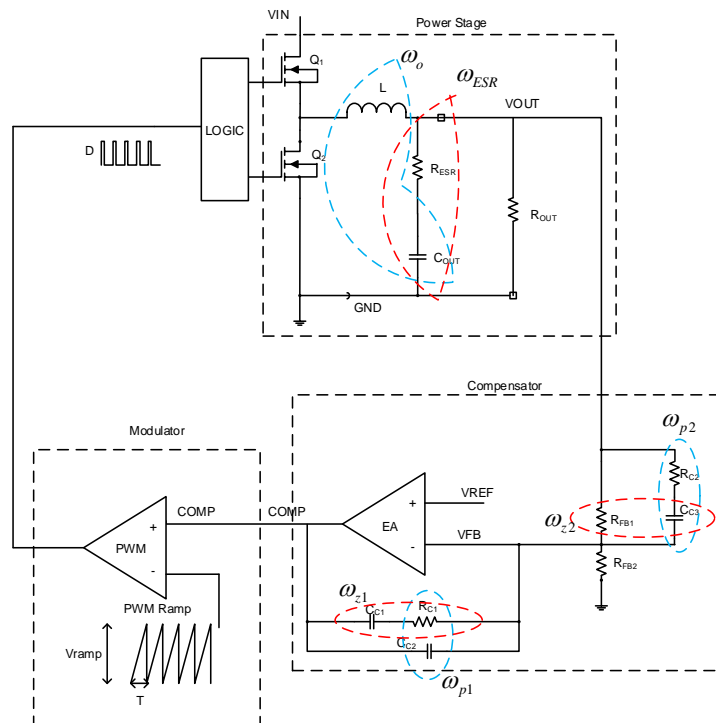 VIN
Power Stage
Q1
ωo
ωESR
L
VOUT
LOGIC
D
Q2
RESR
ROUT
COUT
GND
Compensator
ωp2
Modulator
RC2
VREF
COMP
COMP
EA
CC3
+
+
RFB1
ωz2
PWM
VFB
-
-
RFB2
ωz1
PWM Ramp
CC1
RC1
Vramp
CC2
ωp1
T